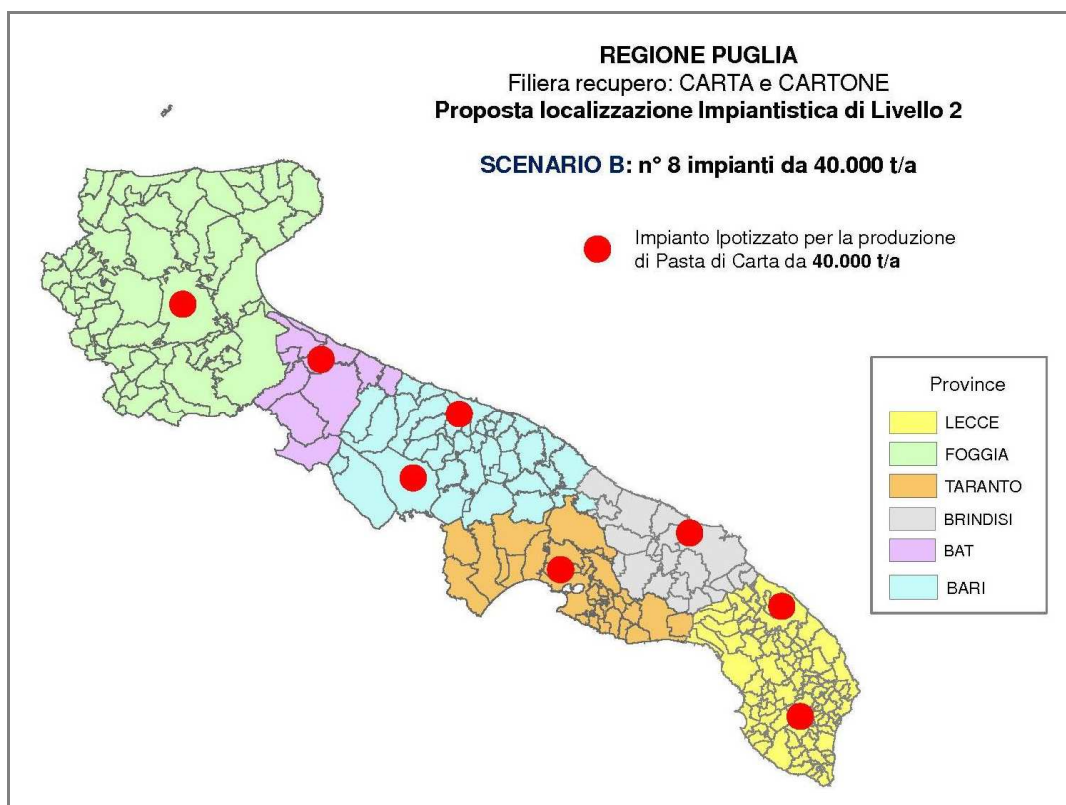 REGIONE PUGLIA
Filiera recupero: CARTA e CARTONE
Proposta localizzazione Impiantistica di Livello 2
SCENARIO B: n° 8 impianti da 40.000 t/a
Impianto Ipotizzato per la produzione
di Pasta di Carta da 40.000 t/a
Province
LECCE
FOGGIA
TARANTO
BRINDISI
BAT
BARI